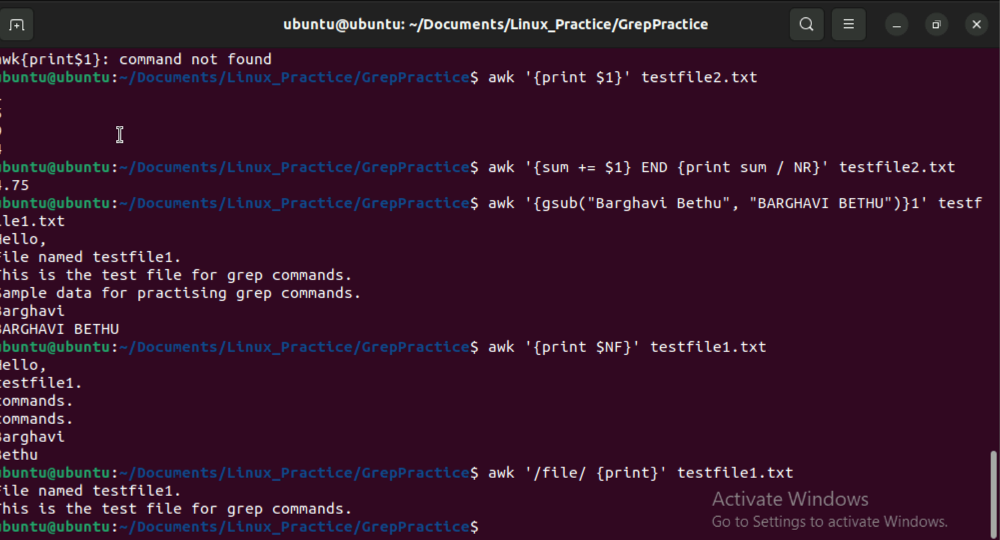 ubuntu@ubuntu: ~/Documents/Linux_Practice/GrepPractice
awk{print$1}: command not found
ubuntu@ubuntu:~/Documents/Linux_Practice/GrepPractice$ awk '{print $1}' testfile2.txt
5
9
4
ubuntu@ubuntu:~/Documents/Linux_Practice/GrepPractice$ awk '{sum += $1} END {print sum / NR}' testfile2.txt
4.75
ubuntu@ubuntu:~/Documents/Linux_Practice/GrepPractice$ awk '{gsub("Barghavi Bethu", "BARGHAVI BETHU")}1' testf
ile1.txt
Hello,
File named testfile1.
This is the test file for grep commands.
Sample data for practising grep commands.
Barghavi
BARGHAVI BETHU
ubuntu@ubuntu:~/Documents/Linux_Practice/GrepPractice$ awk '{print $NF}' testfile1.txt
Hello,
testfile1.
commands.
commands.
Barghavi
Bethu
ubuntu@ubuntu:~/Documents/Linux_Practice/GrepPractice$ awk '/file/ {print}' testfile1.txt
File named testfile1.
This is the test file for grep commands.
ubuntu@ubuntu:~/Documents/Linux_Practice/GrepPractice$
Activate Windows
Go to Settings to activate Windows.